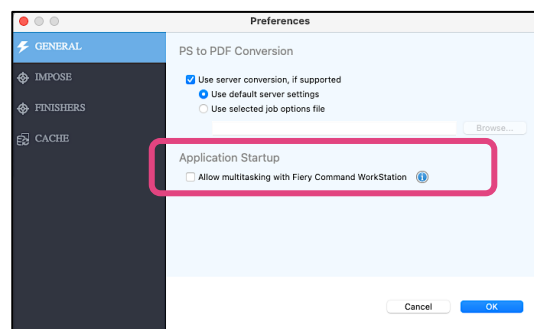 Preferences
GENERAL
IMPOSE
FINISHERS
CACHE
PS to PDF Conversion
Use server conversion, if supported
Use default server settings
Use selected job options file
Browse...
Application Startup
Allow multitasking with Fiery Command WorkStation
Cancel
OK